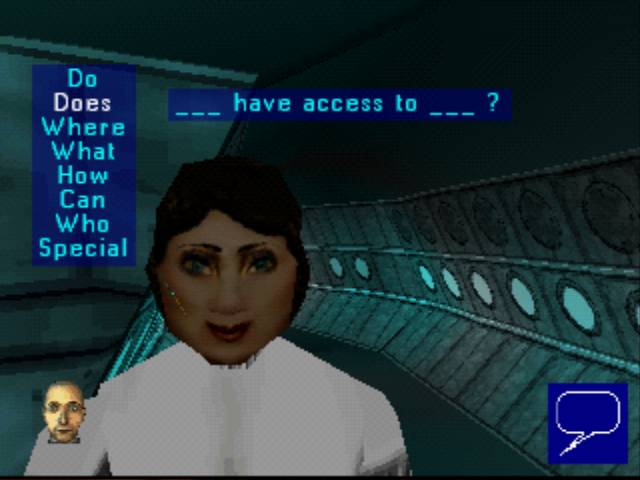 Do
Does
Where
What
How
Can
Who
Special
___ have access to ___ ?